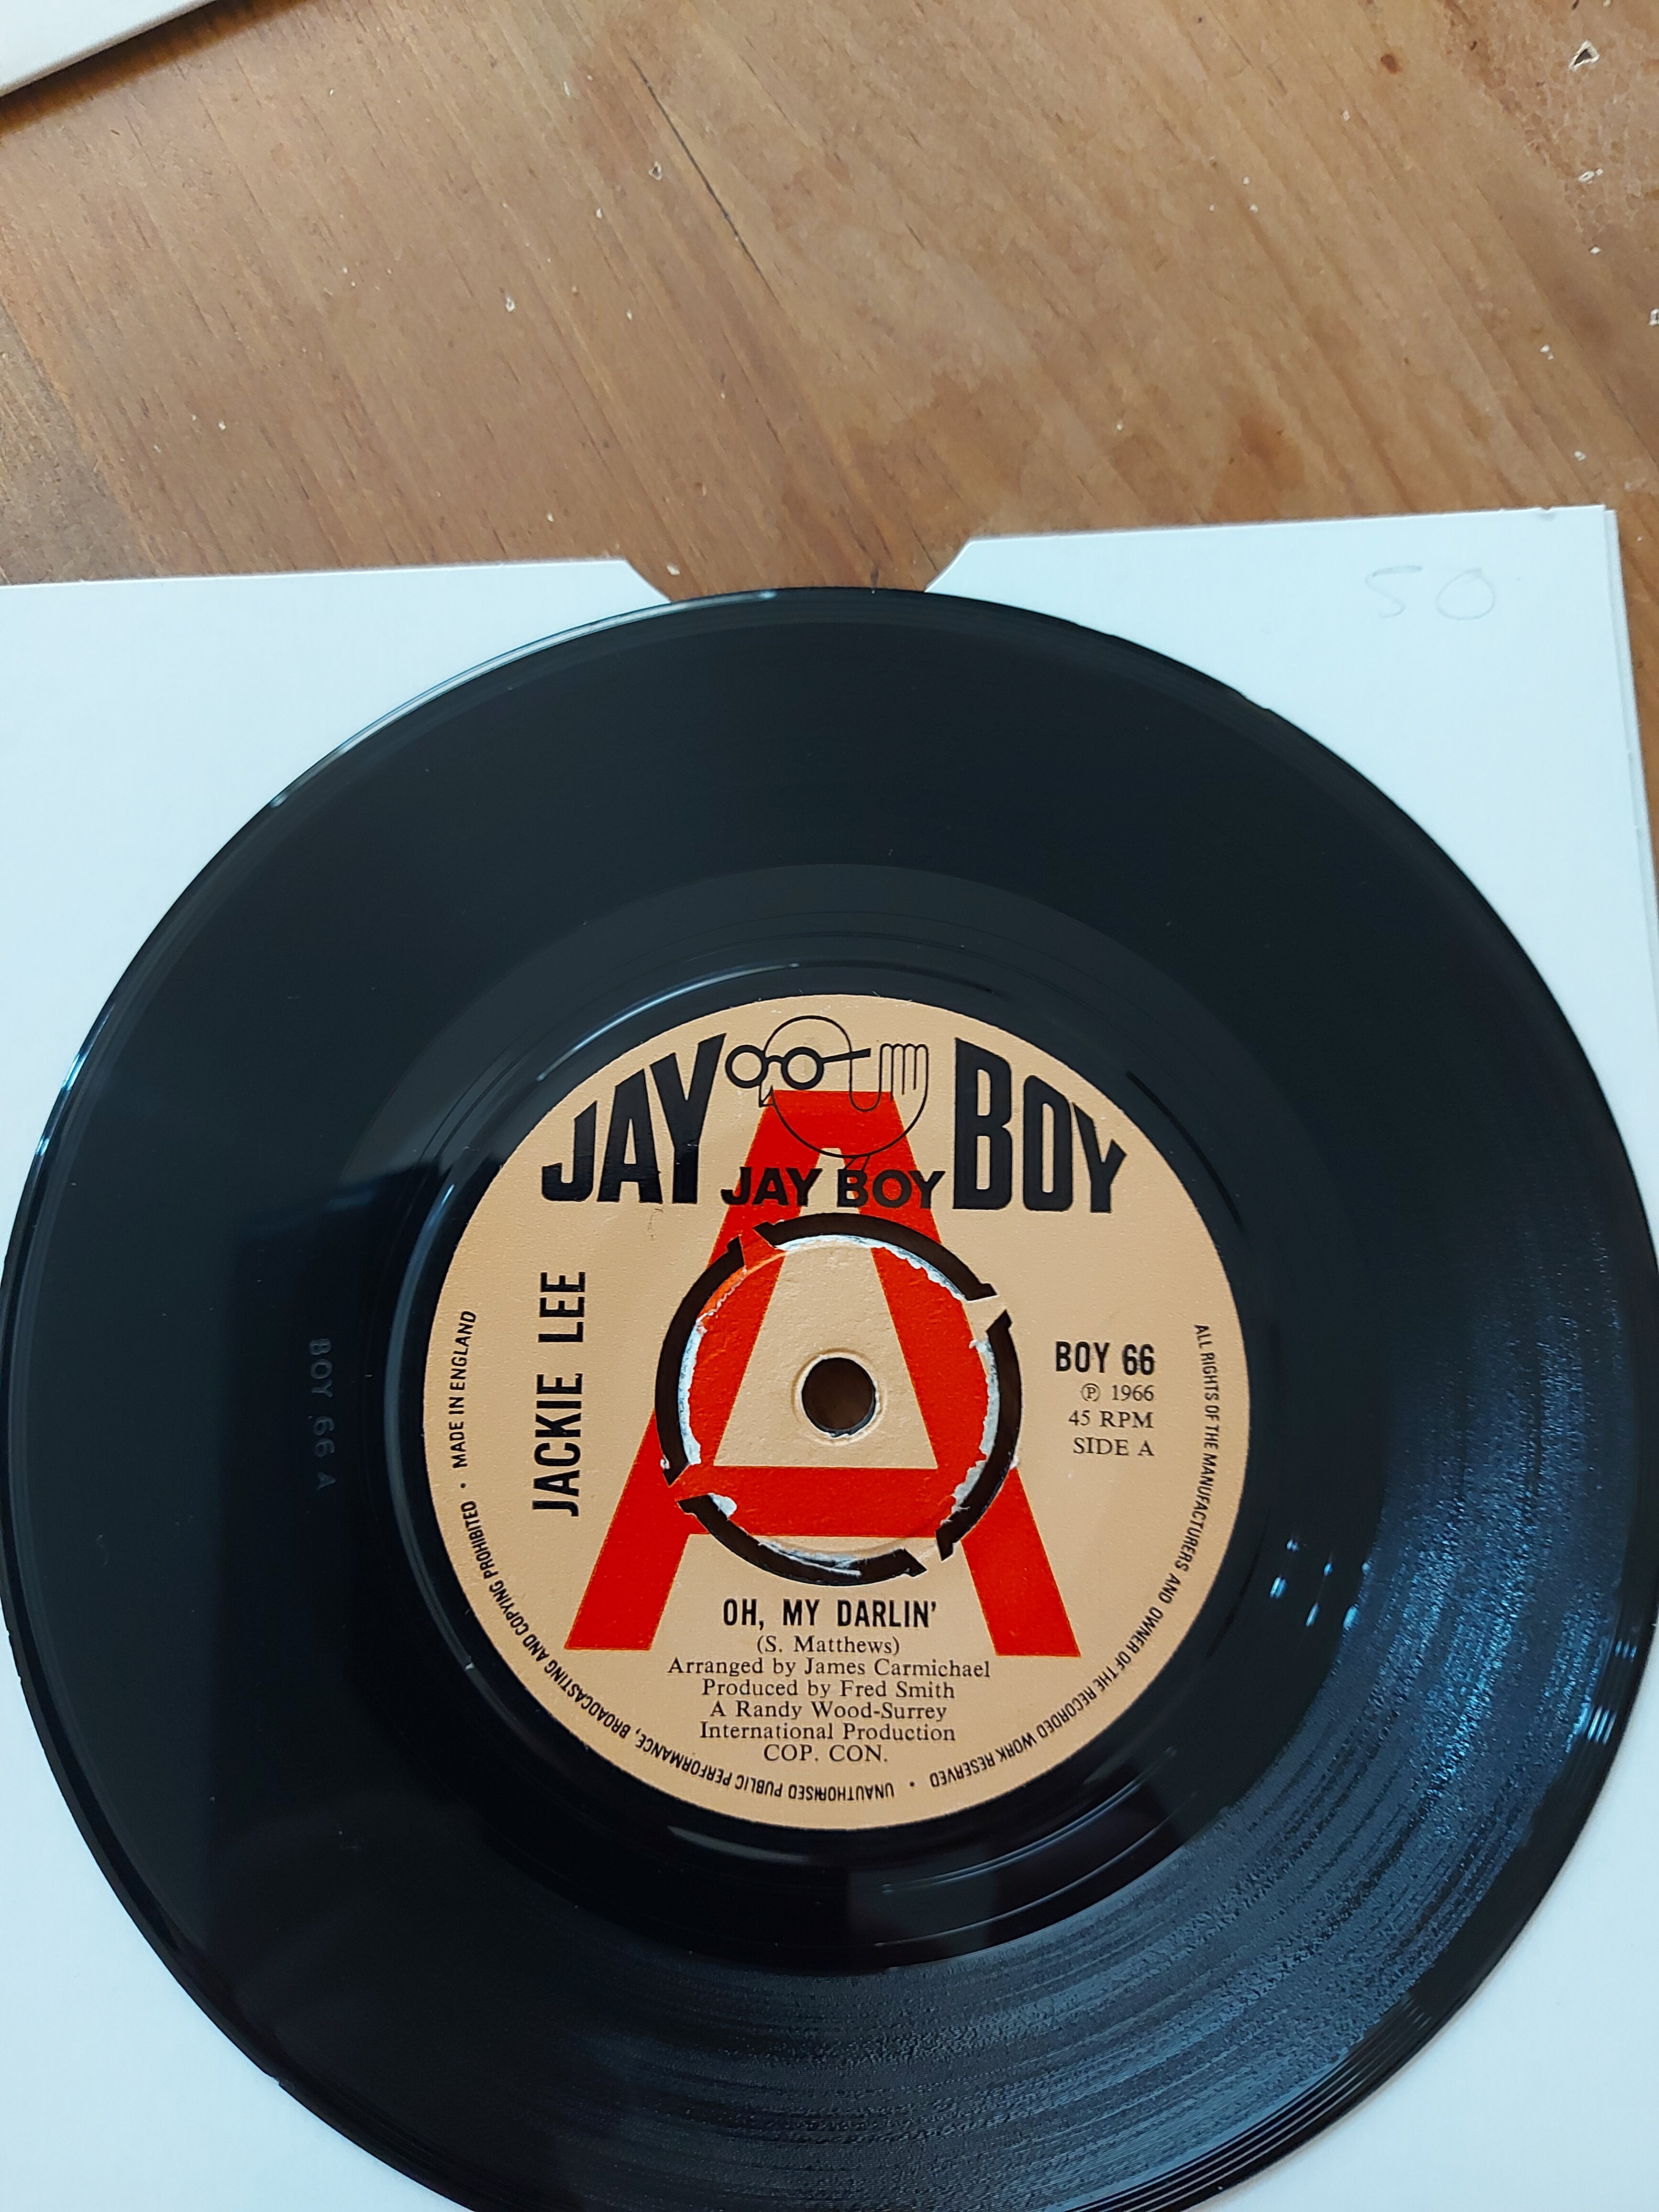 50
JAY BOY
JAY BOY
A
JACKIE LEE
BOY 66
Ⓟ 1966
45 RPM
SIDE A
OH, MY DARLIN'
(S. Matthews)
Arranged by James Carmichael
Produced by Fred Smith
A Randy Wood-Surrey
International Production
COP. CON.
ALL RIGHTS OF THE MANUFACTURERS AND OWNER OF THE RECORDED WORK RESERVED • UNAUTHORISED PUBLIC PERFORMANCE, BROADCASTING AND COPYING PROHIBITED • MADE IN ENGLAND
BOY 66 A